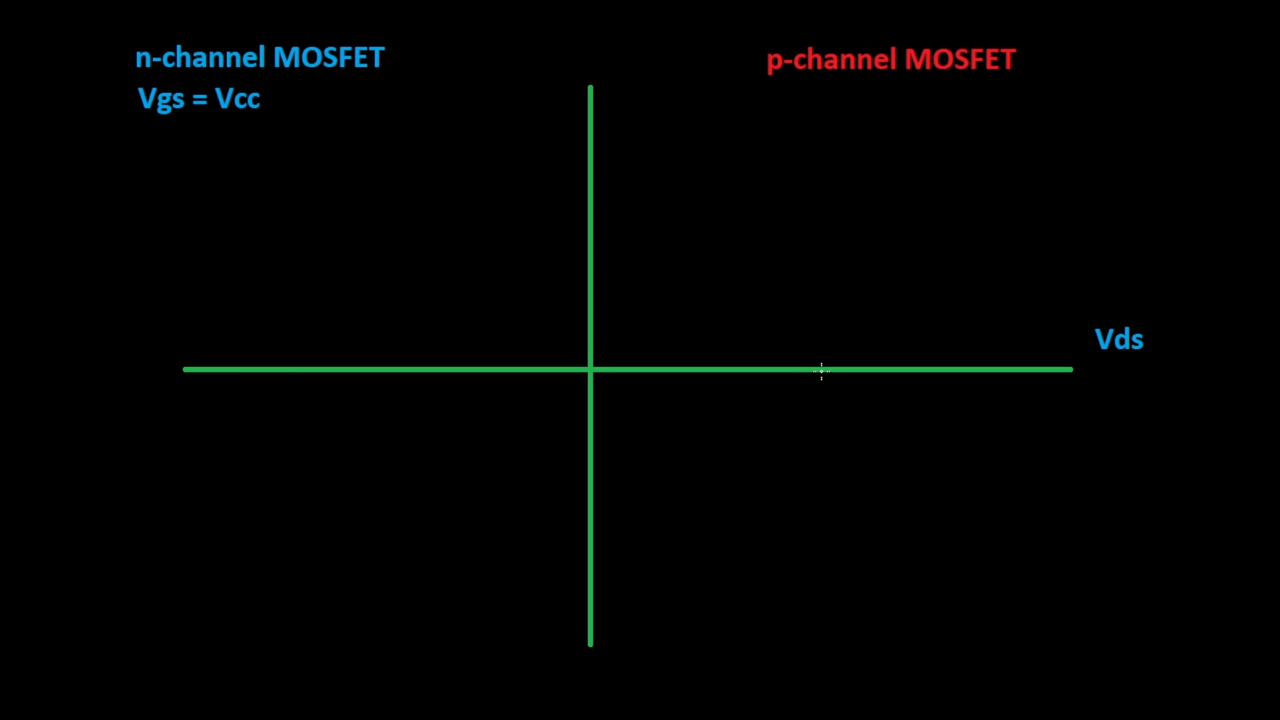 n-channel MOSFET
Vgs = Vcc
p-channel MOSFET
Vds